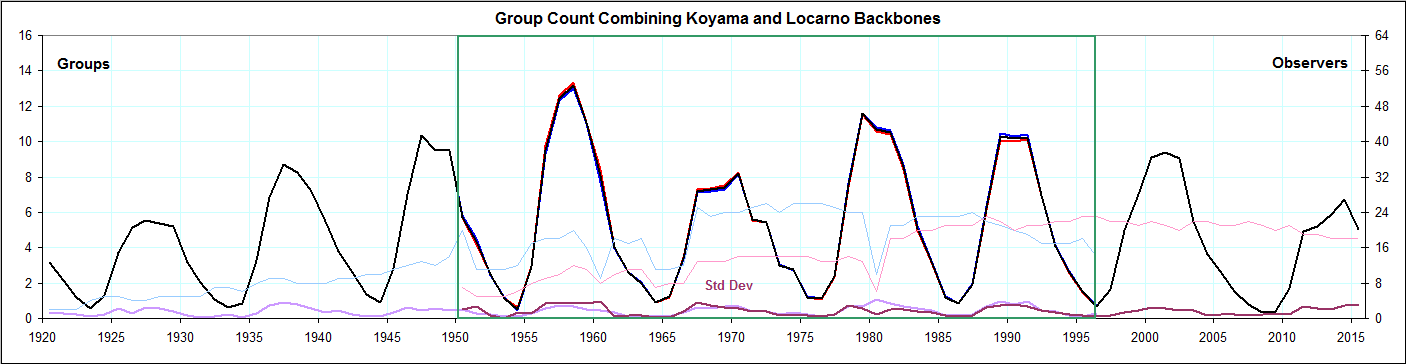 Group Count Combining Koyama and Locarno Backbones
16 64
14 Groups Observers 56
12 48
10 40
8 32
6 24
4 16
2 Std Dev 8
0 0
1920 1925 1930 1935 1940 1945 1950 1955 1960 1965 1970 1975 1980 1985 1990 1995 2000 2005 2010 2015